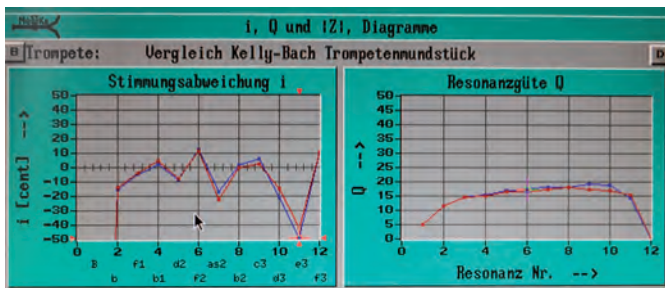 i, Q und |Z|, Diagramme
B Trompete: Vergleich Kelly-Bach Trompetenmundstück D
Stimmungsabweichung i
50
40
30
20
10
0
-10
-20
-30
-40
-50
i [cent.] -->
0 2 4 6 8 10 12
B f1 d2 as2 c3 e3
b b1 f2 b2 d3 f3
Resonanzgüte Q
50
45
40
35
30
25
20
15
10
5
0
Q -->
0 2 4 6 8 10 12
Resonanz Nr. -->